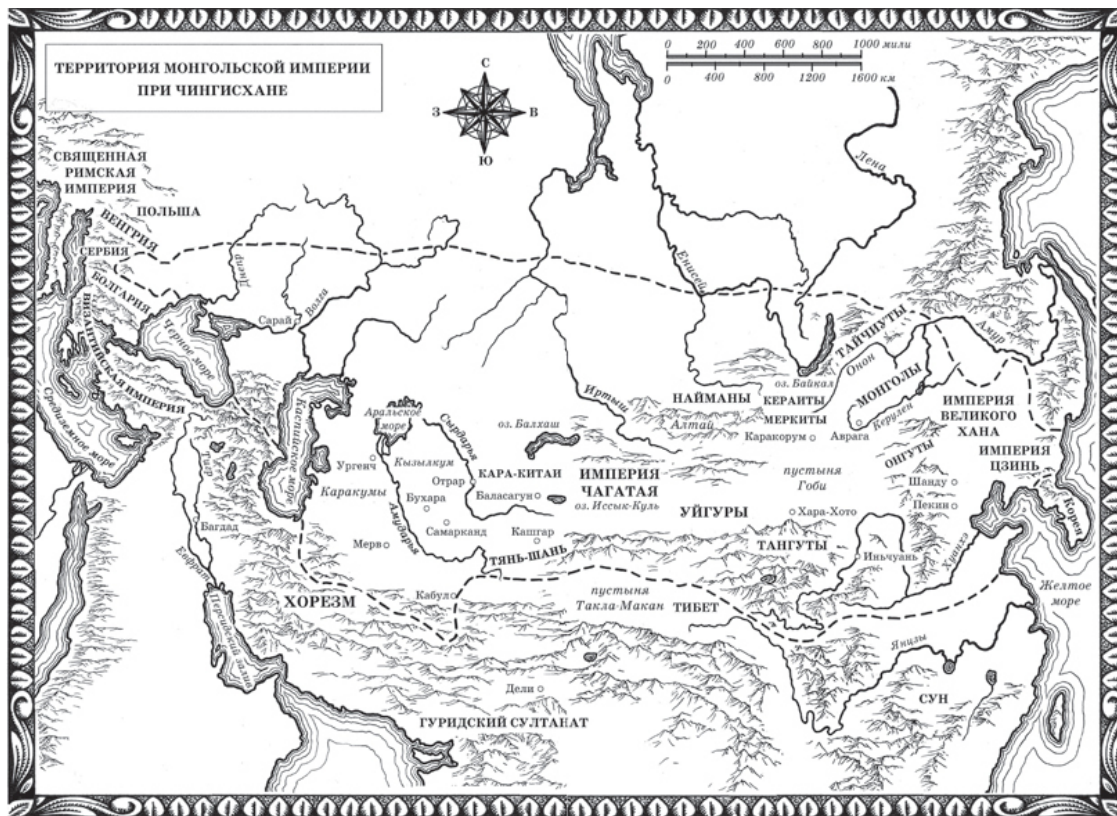 ТЕРРИТОРИЯ МОНГОЛЬСКОЙ ИМПЕРИИ
ПРИ ЧИНГИСХАНЕ
0 200 400 600 800 1000 мили
0 400 800 1200 1600 км
С
З
В
Ю
СВЯЩЕННАЯ
РИМСКАЯ
ИМПЕРИЯ
ПОЛЬША
ВЕНГРИЯ
СЕРБИЯ
БОЛГАРИЯ
ВИЗАНТИЙСКАЯ ИМПЕРИЯ
Средиземное море
Черное море
Днепр
Сарай
Волга
Каспийское море
Аральское
море
Сырдарья
Ургенч
Кызылкум
Каракумы
Отрар
Бухара
Самарканд
Амударья
Мерв
КАРА-КИТАИ
Баласагун
оз. Балхаш
Кашгар
ТЯНЬ-ШАНЬ
Иртыш
Енисей
Лена
ИМПЕРИЯ
ЧАГАТАЯ
оз. Иссык-Куль
УЙГУРЫ
НАЙМАНЫ
Алтай
оз. Байкал
КЕРАИТЫ
МЕРКИТЫ
Каракорум
ТАЙЧИУТЫ
Онон
МОНГОЛЫ
Аврага
Керулен
Амур
ИМПЕРИЯ
ВЕЛИКОГО
ХАНА
ОНГУТЫ
ИМПЕРИЯ
ЦЗИНЬ
Шанду
Пекин
Корея
пустыня
Гоби
Хара-Хото
ТАНГУТЫ
Иньчуань
Хуанхэ
Желтое
море
Тигр
Багдад
Евфрат
Персидский залив
ХОРЕЗМ
Кабул
пустыня
Такла-Макан
ТИБЕТ
Янцзы
СУН
Дели
ГУРИДСКИЙ СУЛТАНАТ